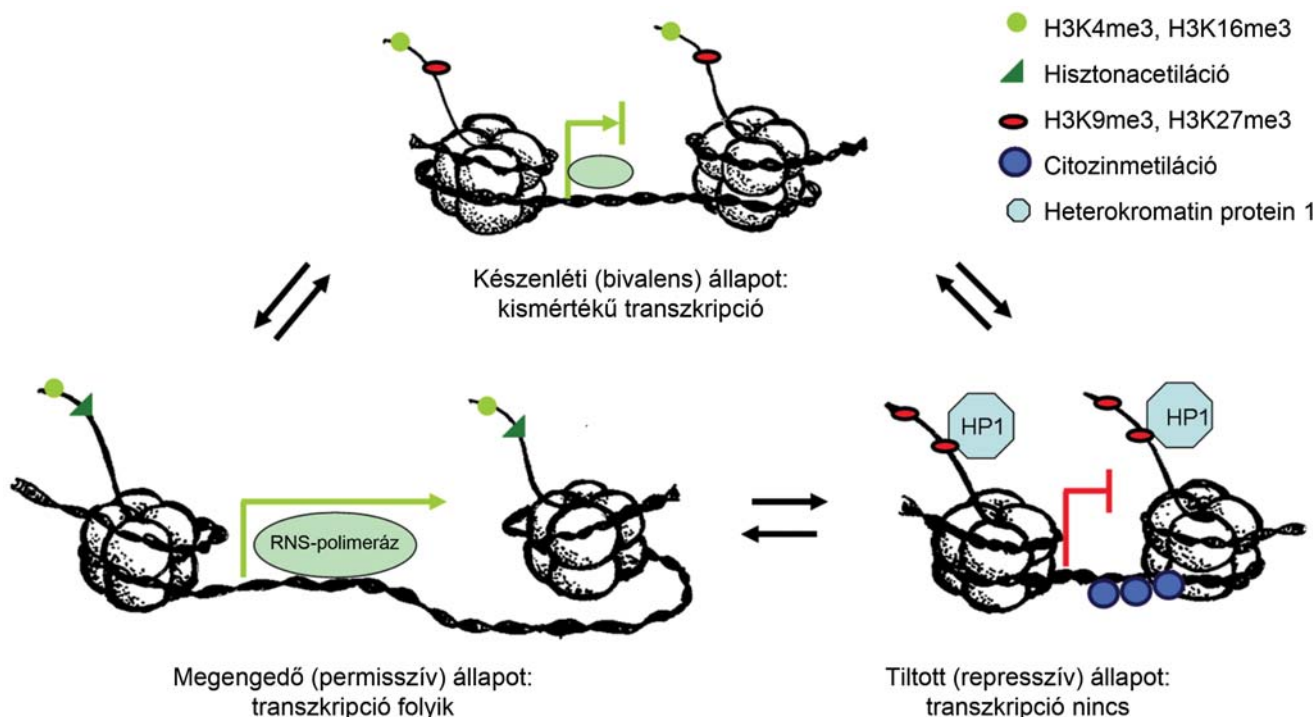 H3K4me3, H3K16me3
Hisztonacetiláció
H3K9me3, H3K27me3
Citozinmetiláció
Heterokromatin protein 1
Készenléti (bivalens) állapot:
kismértékű transzkripció
HP1
HP1
RNS-polimeráz
Megengedő (permisszív) állapot:
transzkripció folyik
Tiltott (represszív) állapot:
transzkripció nincs